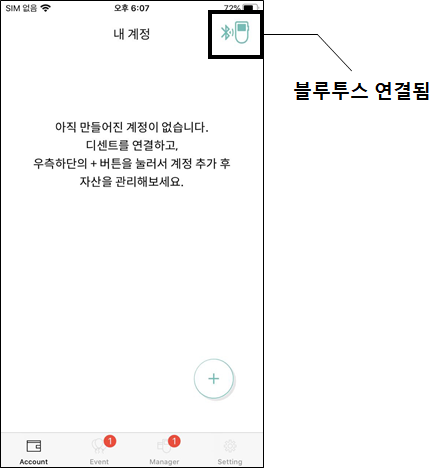 SIM 없음 오후 6:07 72%
내 계정
블루투스 연결됨
아직 만들어진 계정이 없습니다.
디센트를 연결하고,
우측하단의 + 버튼을 눌러서 계정 추가 후
자산을 관리해보세요.
+
1 1
Account Event Manager Setting